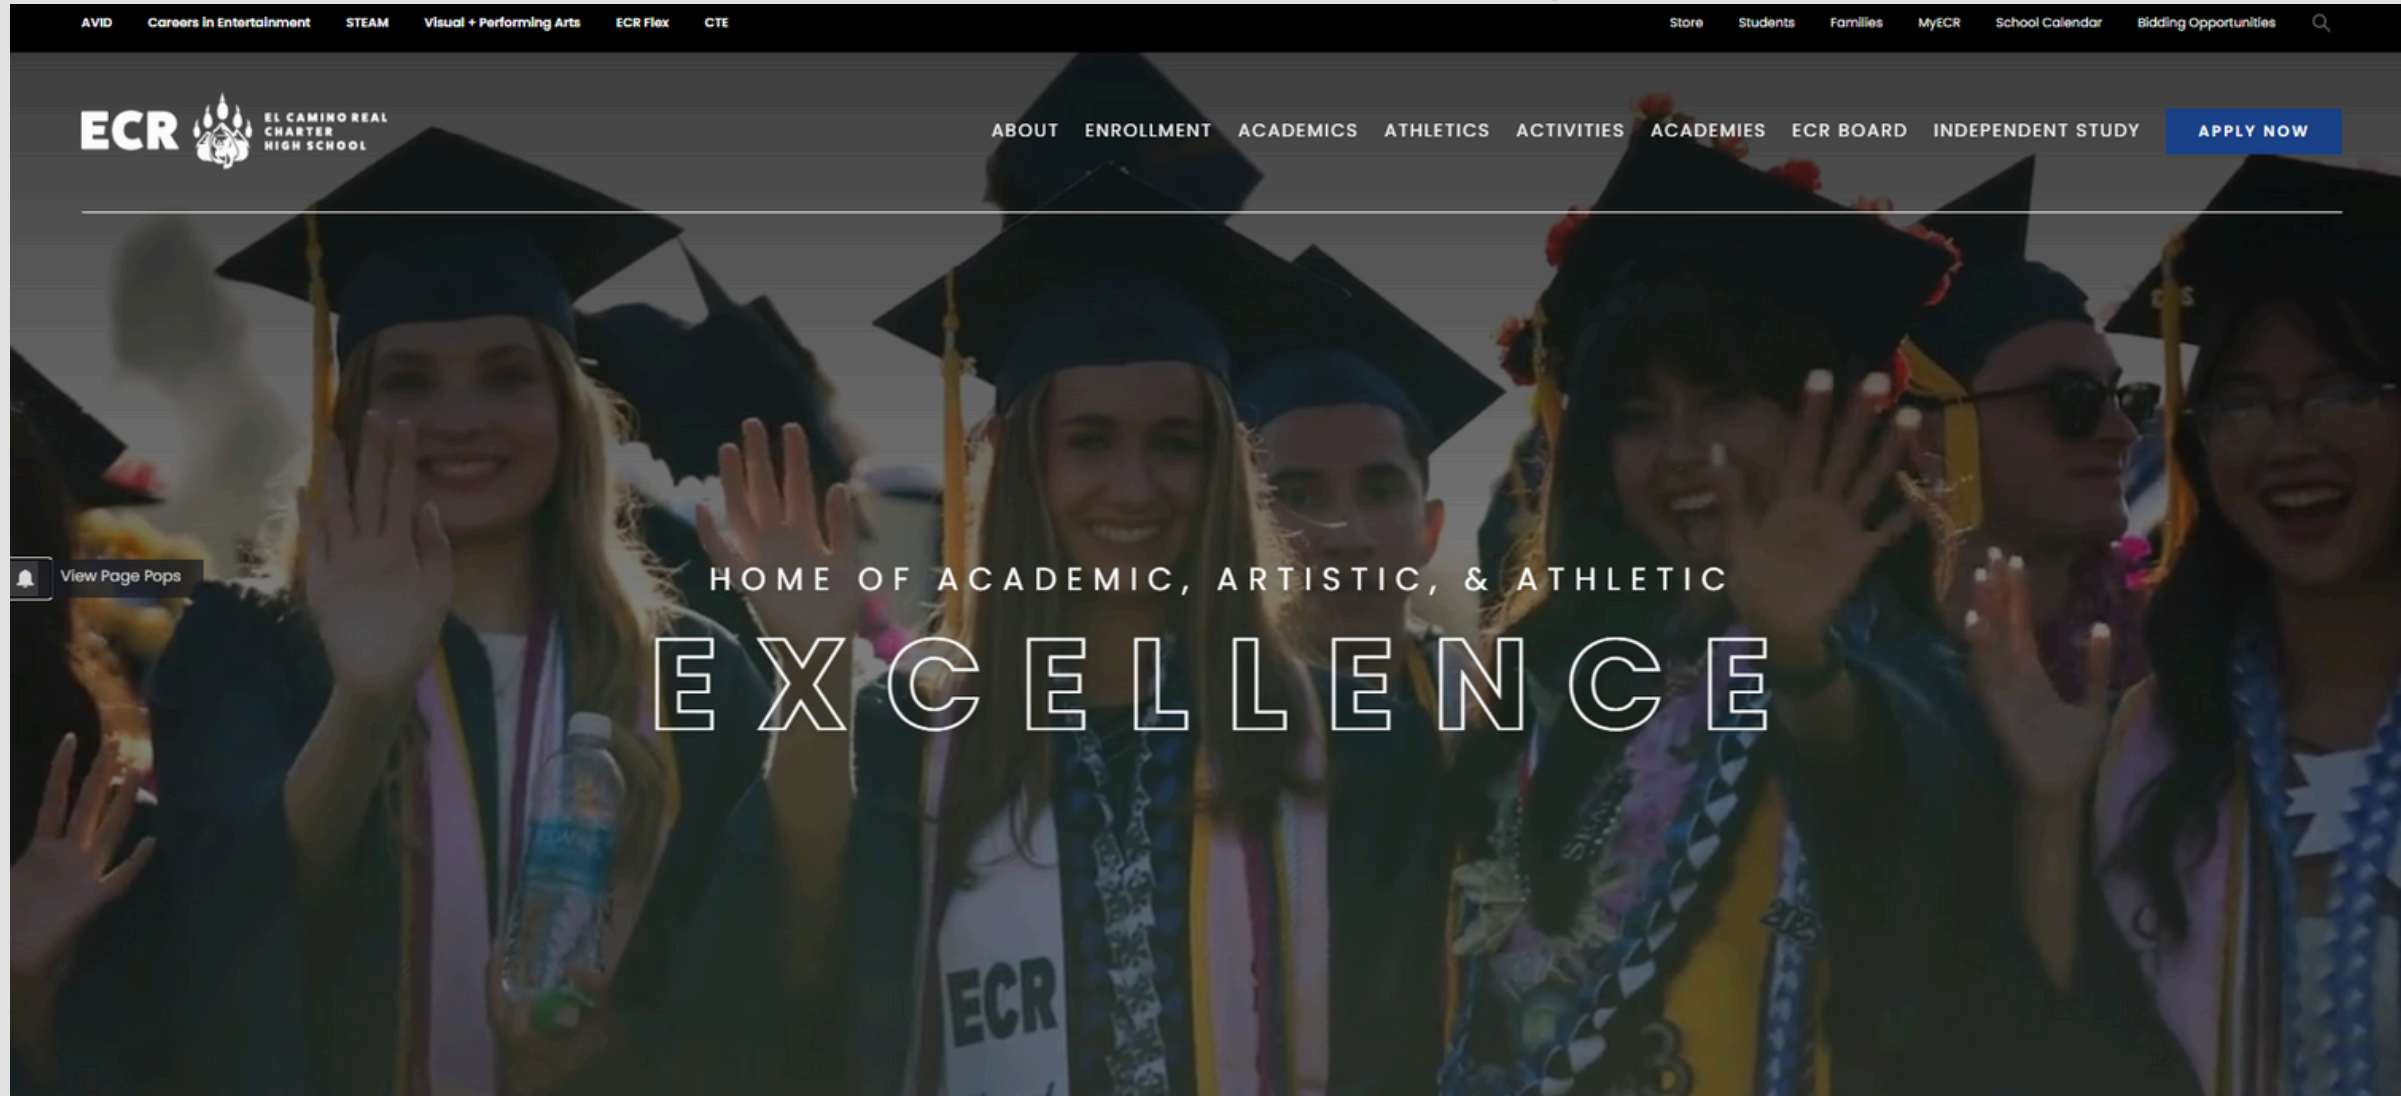 AVID Careers in Entertainment STEAM Visual + Performing Arts ECR Flex CTE Store Students Families MyECR School Calendar Bidding Opportunities
ECR EL CAMINO REAL
CHARTER
HIGH SCHOOL
ABOUT ENROLLMENT ACADEMICS ATHLETICS ACTIVITIES ACADEMIES ECR BOARD INDEPENDENT STUDY APPLY NOW
View Page Pops
HOME OF ACADEMIC, ARTISTIC, & ATHLETIC
EXCELLENCE
ECR